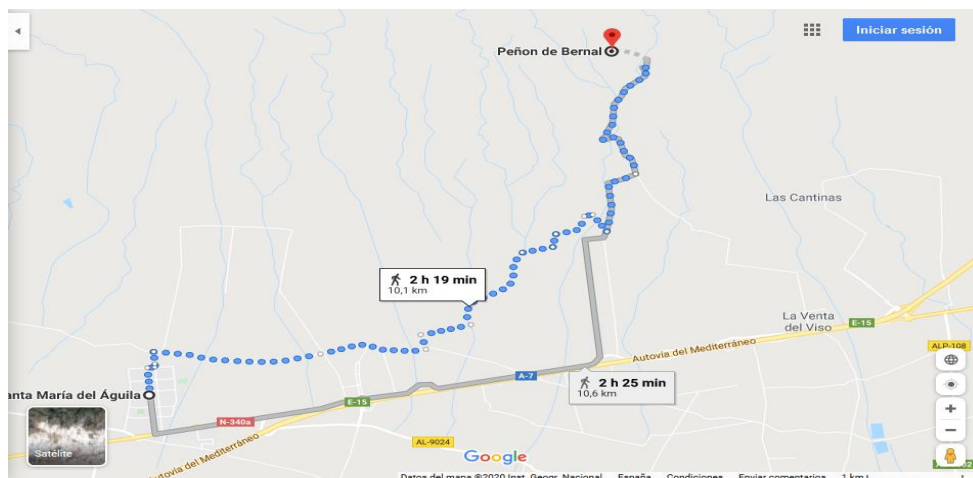 Iniciar sesión
Peñon de Bernal
Las Cantinas
2 h 19 min
10,1 km
La Venta
del Viso
E-15
ALP-108
Autovía del Mediterráneo
A-7
2 h 25 min
10,6 km
anta María del Águila
E-15
N-340a
Satélite
Autovía del Mediterráneo
AL-9024
Google
Datos del mapa ©2020 Inst. Geogr. Nacional España Condiciones Enviar comentarios 1 km